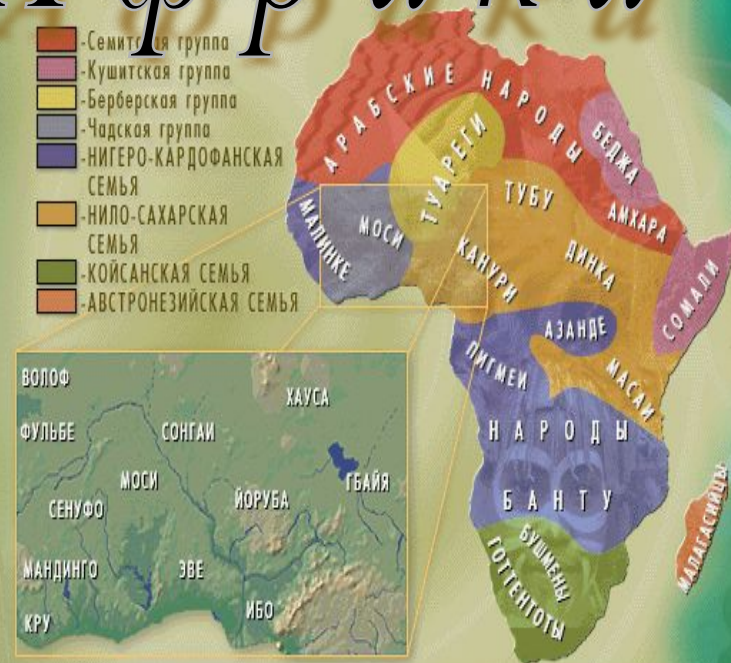 Африки
-Семитская группа
-Кушитская группа
-Берберская группа
-Чадская группа
-НИГЕРО-КАРДОФАНСКАЯ
СЕМЬЯ
-НИЛО-САХАРСКАЯ
СЕМЬЯ
-КОЙСАНСКАЯ СЕМЬЯ
-АВСТРОНЕЗИЙСКАЯ СЕМЬЯ
АРАБСКИЕ НАРОДЫ
БЕДЖА
ТУАРЕГИ
ТУБУ
АМХАРА
МАЛИНКЕ
МОСИ
КАНУРИ
ДИНКА
СОМАЛИ
АЗАНДЕ
ПИГМЕИ
МАСАИ
НАРОДЫ
БАНТУ
БУШМЕНЫ
ГОТТЕНТОТЫ
МАЛАГАСИЙЦЫ
ВОЛОФ
ХАУСА
ФУЛЬБЕ
СОНГАИ
МОСИ
ГБАЙЯ
СЕНУФО
ЙОРУБА
МАНДИНГО
ЭВЕ
ИБО
КРУ